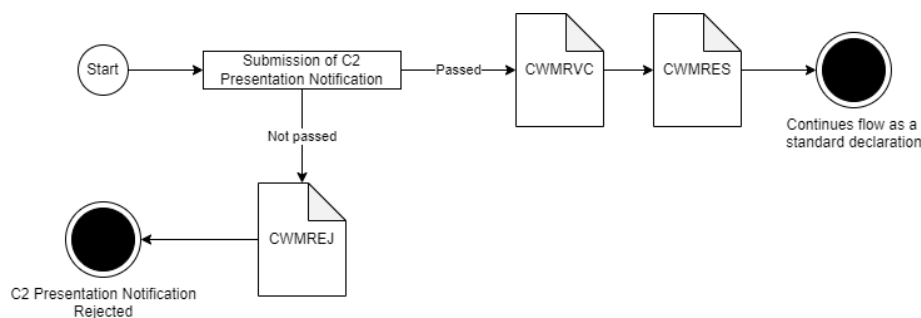 Start
Submission of C2
Presentation Notification
Passed
CWMRVC
CWMRES
Continues flow as a
standard declaration
Not passed
CWMREJ
C2 Presentation Notification
Rejected